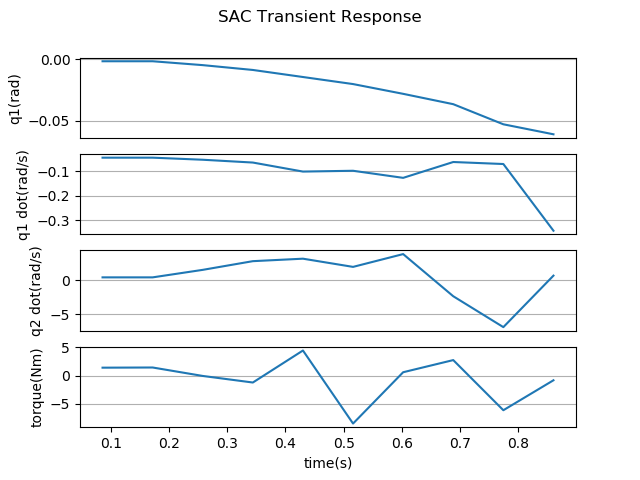 SAC Transient Response
0.00
−0.05
q1(rad)
−0.1
−0.2
−0.3
q1 dot(rad/s)
0
−5
q2 dot(rad/s)
5
0
−5
torque(Nm)
0.1 0.2 0.3 0.4 0.5 0.6 0.7 0.8
time(s)